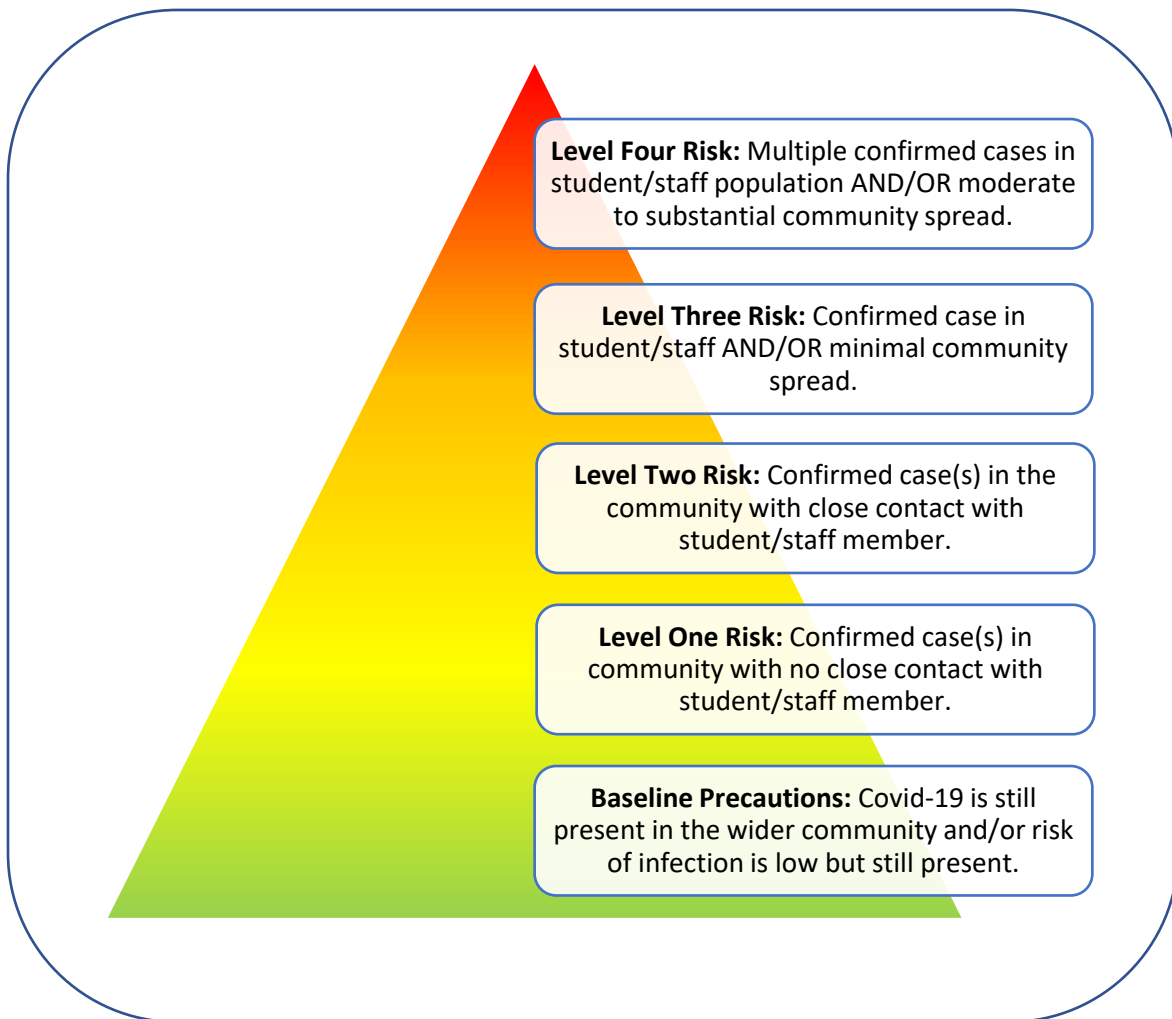 Level Four Risk: Multiple confirmed cases in
student/staff population AND/OR moderate
to substantial community spread.
Level Three Risk: Confirmed case in
student/staff AND/OR minimal community
spread.
Level Two Risk: Confirmed case(s) in the
community with close contact with
student/staff member.
Level One Risk: Confirmed case(s) in
community with no close contact with
student/staff member.
Baseline Precautions: Covid-19 is still
present in the wider community and/or risk
of infection is low but still present.